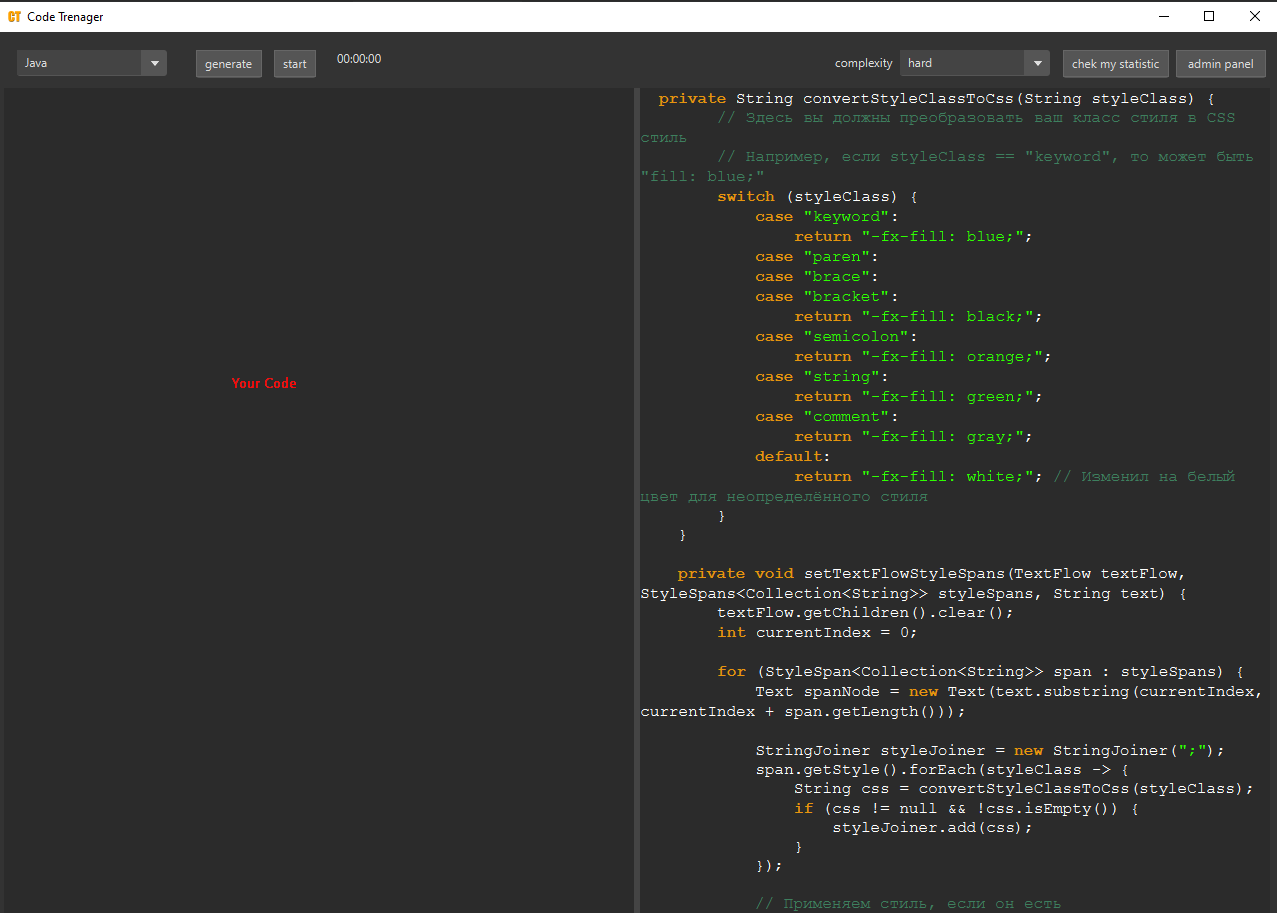 CT Code Trenager
Java generate start 00:00:00 complexity hard chek my statistic admin panel
Your Code
private String convertStyleClassToCss(String styleClass) {
// Здесь вы должны преобразовать ваш класс стиля в CSS
стиль
// Например, если styleClass == "keyword", то может быть
"fill: blue;"
switch (styleClass) {
case "keyword":
return "-fx-fill: blue;";
case "paren":
case "brace":
case "bracket":
return "-fx-fill: black;";
case "semicolon":
return "-fx-fill: orange;";
case "string":
return "-fx-fill: green;";
case "comment":
return "-fx-fill: gray;";
default:
return "-fx-fill: white;"; // Изменил на белый
цвет для неопределённого стиля
}
}
private void setTextFlowStyleSpans(TextFlow textFlow,
StyleSpans<Collection<String>> styleSpans, String text) {
textFlow.getChildren().clear();
int currentIndex = 0;
for (StyleSpan<Collection<String>> span : styleSpans) {
Text spanNode = new Text(text.substring(currentIndex,
currentIndex + span.getLength()));
StringJoiner styleJoiner = new StringJoiner(";");
span.getStyle().forEach(styleClass -> {
String css = convertStyleClassToCss(styleClass);
if (css != null && !css.isEmpty()) {
styleJoiner.add(css);
}
});
// Применяем стиль, если он есть